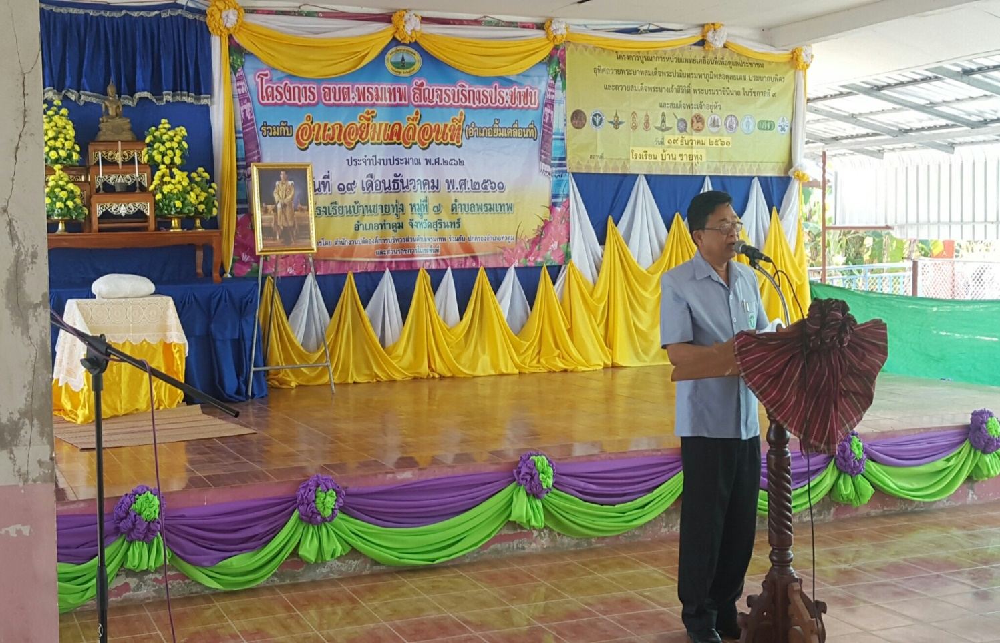 โครงการ อบต.พรมเทพ สัญจรบริการประชาชน
ร่วมกับ อำเภอยิ้มเคลื่อนที่ (อำเภอยิ้มเคลื่อนที่)
ประจำปีงบประมาณ พ.ศ.๒๕๖๒
นที่ ๑๙ เดือนธันวาคม พ.ศ.๒๕๖๑
รงเรียนบ้านชายทุ่ง หมู่ที่ ๗ ตำบลพรมเทพ
อำเภอท่าตูม จังหวัดสุรินทร์
ารโดย สำนักงานปลัดองค์การบริหารส่วนตำบลพรมเทพ ร่วมกับ ปกครองอำเภอท่าตูม
และส่วนราชการในเขตพื้นที่
โครงการบูรณาการหน่วยแพทย์เคลื่อนที่เพื่อดูแลประชาชน
อุทิศถวายพระบาทสมเด็จพระปรมินทรมหาภูมิพลอดุลยเดช บรมนาถบพิตร
และถวายสมเด็จพระนางเจ้าสิริกิติ์ พระบรมราชินีนาถ ในรัชกาลที่ ๙
และสมเด็จพระเจ้าอยู่หัว
วันที่ ๑๙ ธันวาคม ๒๕๖๑
สถานที่ โรงเรียน บ้าน ชายทุ่ง